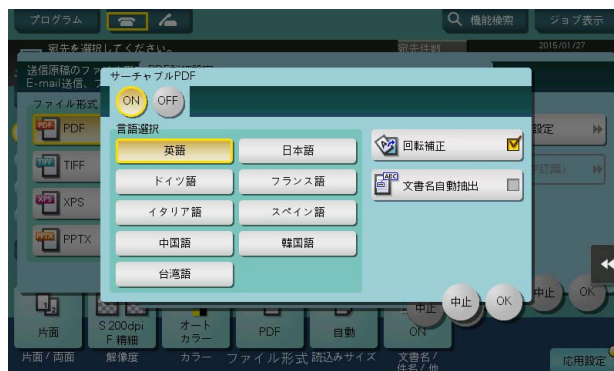 プログラム
機能検索
ジョブ表示
宛先を選択してください。
宛先件数
2015/01/27
送信原稿のファ
E-mail送信、フ
サーチャブルPDF
ON
OFF
ファイル形式
PDF
TIFF
XPS
PPTX
言語選択
英語
日本語
ドイツ語
フランス語
イタリア語
スペイン語
中国語
韓国語
台湾語
回転補正
文書名自動抽出
設定
中止
OK
中止
中止
OK
片面
S 200dpi
F 精細
オート
カラー
PDF
自動
ON
片面/両面
解像度
カラー
ファイル形式
読込みサイズ
文書名/
件名/他
応用設定